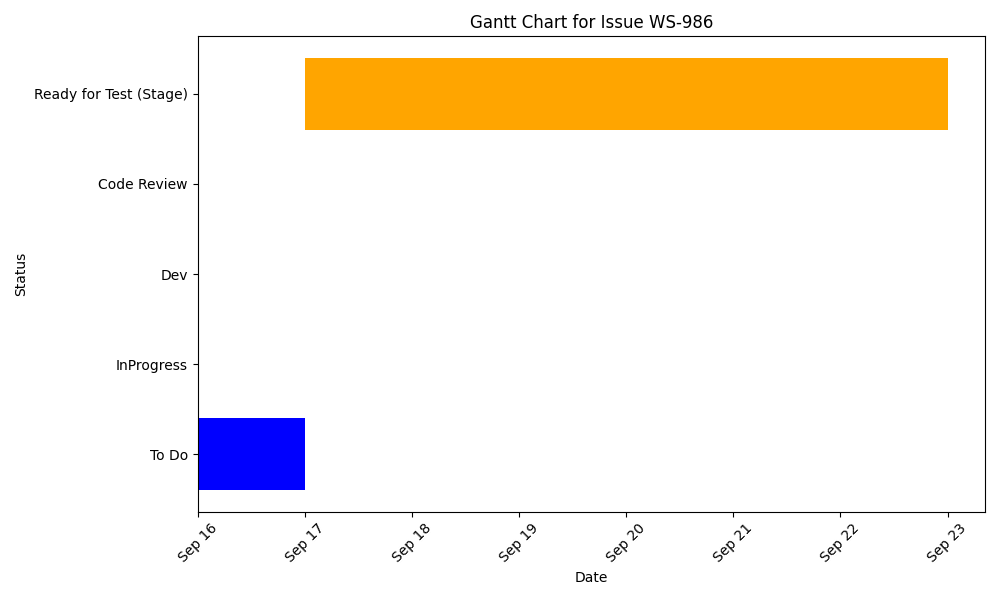 Gantt Chart for Issue WS-986
Ready for Test (Stage)
Code Review
Dev
InProgress
To Do
Status
Sep 16
Sep 17
Sep 18
Sep 19
Sep 20
Sep 21
Sep 22
Sep 23
Date